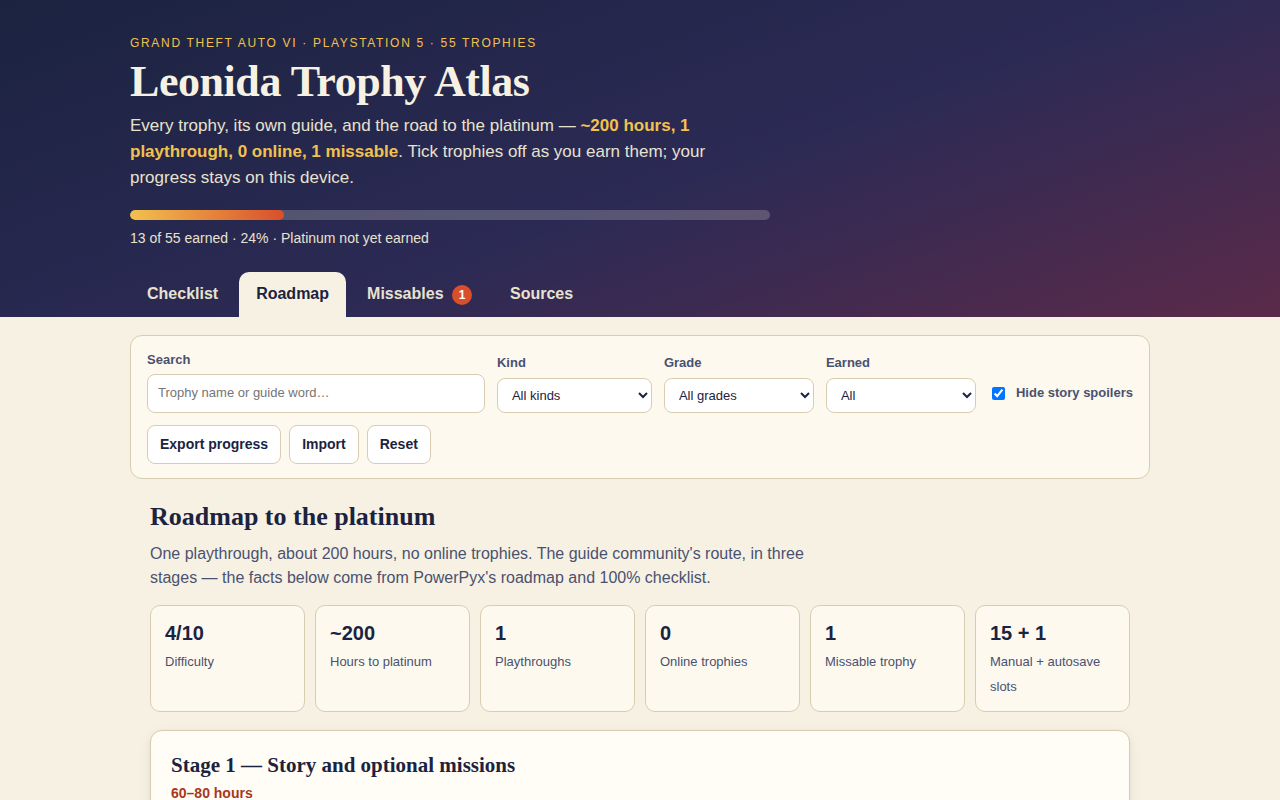 GRAND THEFT AUTO VI · PLAYSTATION 5 · 55 TROPHIES
Leonida Trophy Atlas
Every trophy, its own guide, and the road to the platinum — ~200 hours, 1
playthrough, 0 online, 1 missable. Tick trophies off as you earn them; your
progress stays on this device.
13 of 55 earned · 24% · Platinum not yet earned
Checklist Roadmap Missables 1 Sources
Search Kind Grade Earned
Trophy name or guide word… All kinds All grades All Hide story spoilers
Export progress Import Reset
Roadmap to the platinum
One playthrough, about 200 hours, no online trophies. The guide community's route, in three
stages — the facts below come from PowerPyx's roadmap and 100% checklist.
4/10 ~200 1 0 1 15 + 1
Difficulty Hours to platinum Playthroughs Online trophies Missable trophy Manual + autosave
slots
Stage 1 — Story and optional missions
60–80 hours